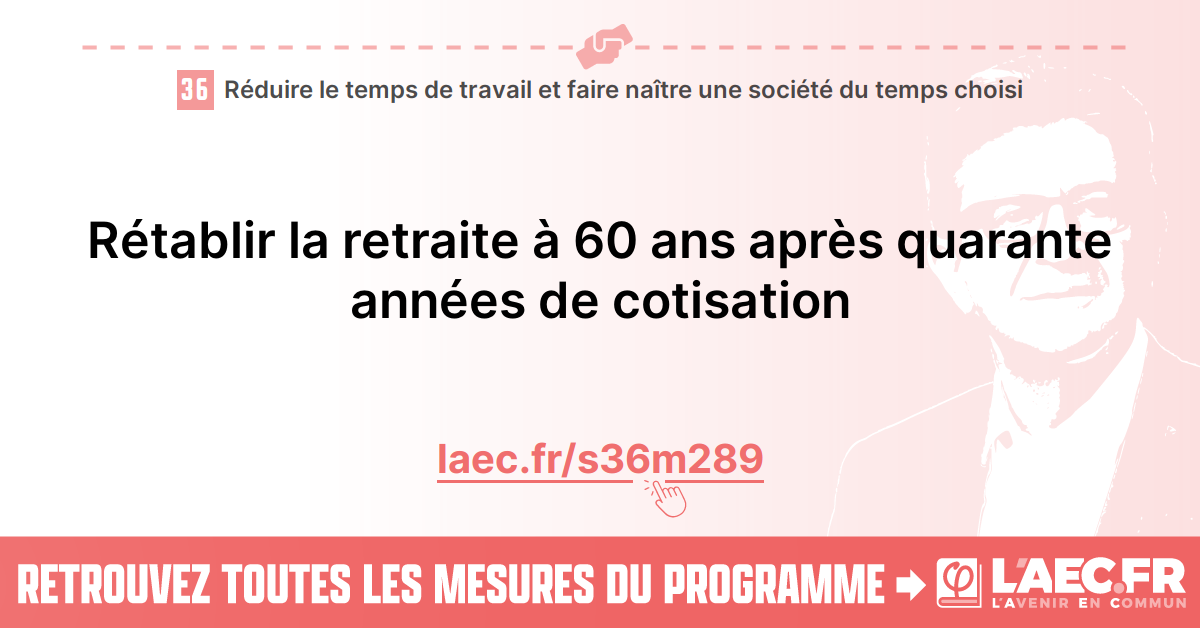 36 Réduire le temps de travail et faire naître une société du temps choisi
Rétablir la retraite à 60 ans après quarante
années de cotisation
laec.fr/s36m289
RETROUVEZ TOUTES LES MESURES DU PROGRAMME
L'AEC.FR
L'AVENIR EN COMMUN